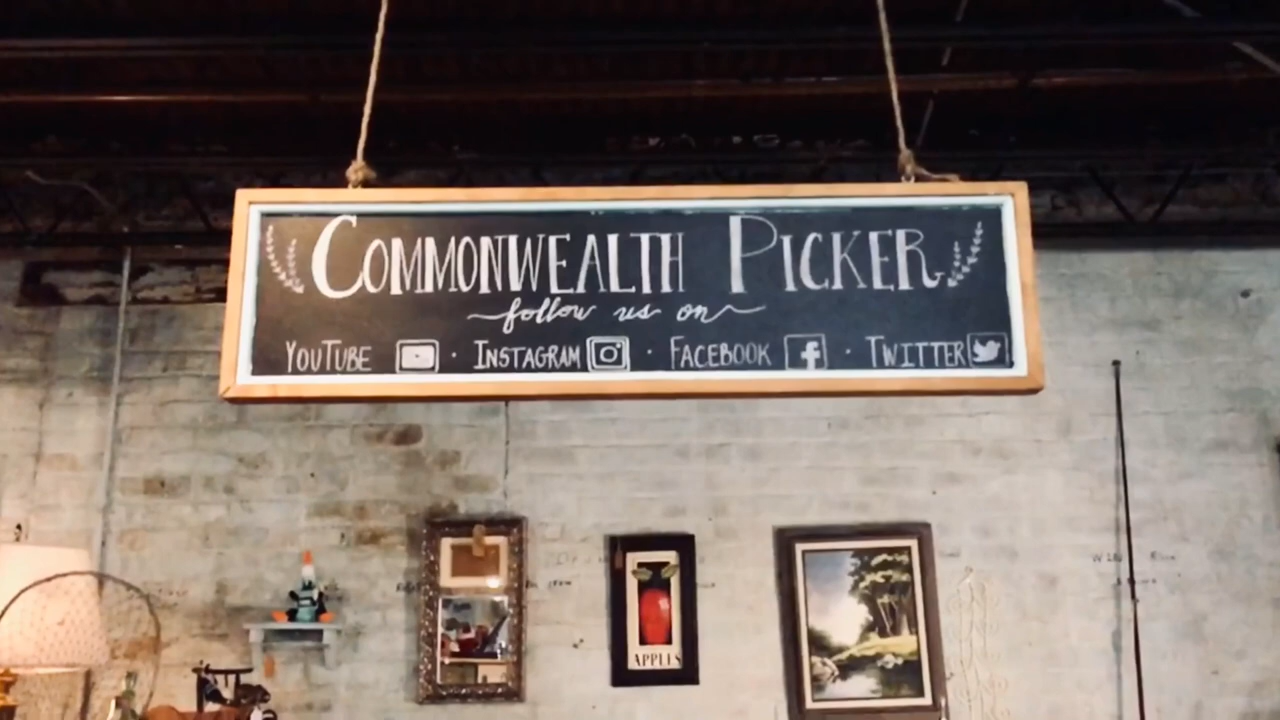 COMMONWEALTH PICKER
follow us on
YOUTUBE · INSTAGRAM · FACEBOOK · TWITTER
APPLES